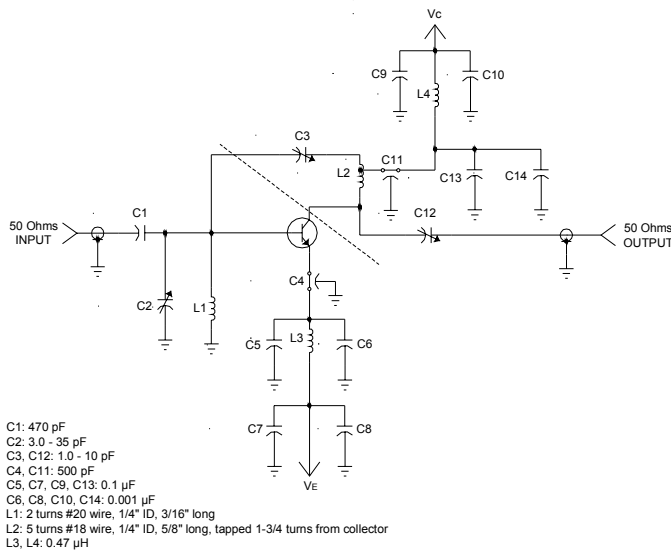 Vc
C9
C10
L4
C3
C11
L2
C13
C14
C1
C12
50 Ohms
INPUT
50 Ohms
OUTPUT
C4
C2
L1
L3
C5
C6
C7
C8
VE
C1: 470 pF
C2: 3.0 - 35 pF
C3, C12: 1.0 - 10 pF
C4, C11: 500 pF
C5, C7, C9, C13: 0.1 µF
C6, C8, C10, C14: 0.001 µF
L1: 2 turns #20 wire, 1/4" ID, 3/16" long
L2: 5 turns #18 wire, 1/4" ID, 5/8" long, tapped 1-3/4 turns from collector
L3, L4: 0.47 µH